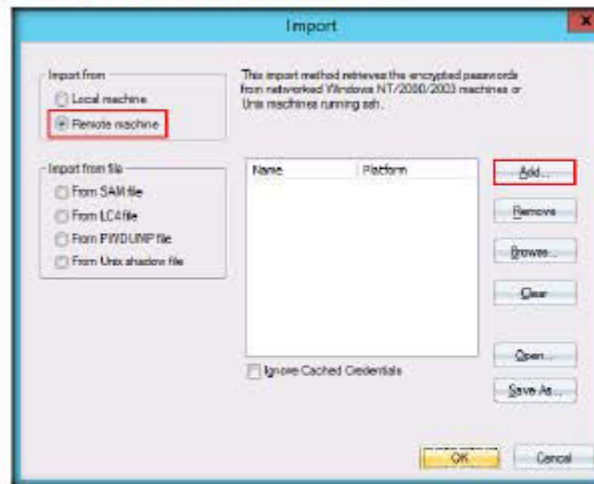 Import
Import from
Local machine
Remote machine
This import method retrieves the encrypted passwords
from networked Windows NT/2000/2003 machines or
Unix machines running ssh.
Import from file
From SAM file
From LC4 file
From PWDUMP file
From Unix shadow file
Name Platform
Add...
Remove
Browse...
Clear
Open...
Save As...
Ignore Cached Credentials
OK Cancel